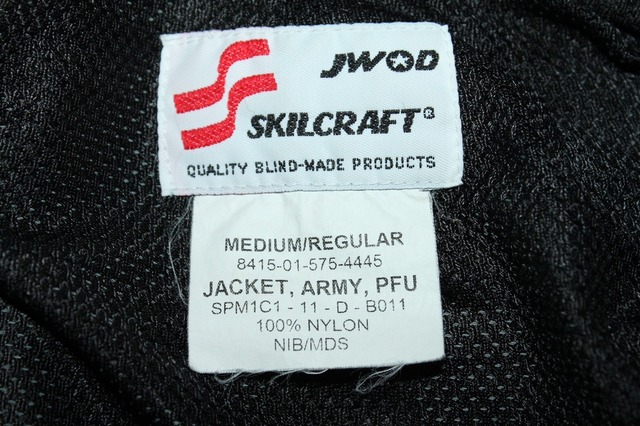 JWOD
SKILCRAFT®
QUALITY BLIND-MADE PRODUCTS
MEDIUM/REGULAR
8415-01-575-4445
JACKET, ARMY, PFU
SPM1C1 - 11 - D - B011
100% NYLON
NIB/MDS